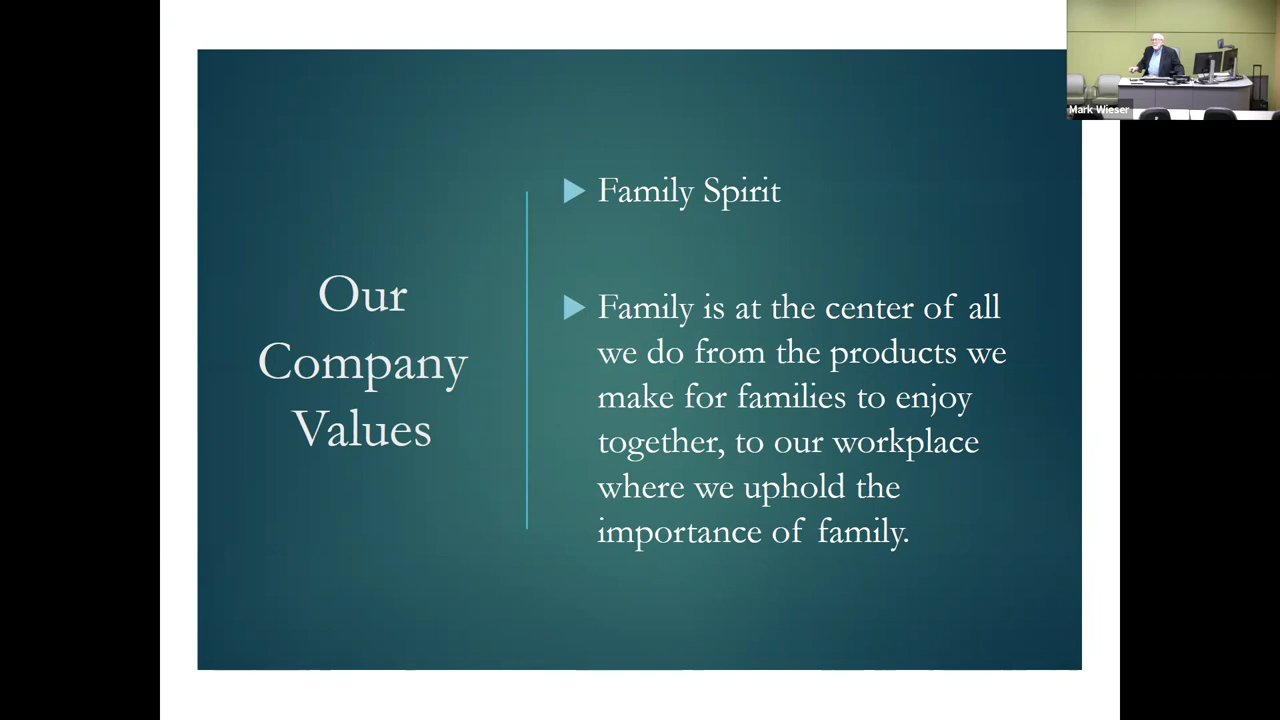 Mark Wieser
Our
Company
Values
Family Spirit
Family is at the center of all
we do from the products we
make for families to enjoy
together, to our workplace
where we uphold the
importance of family.